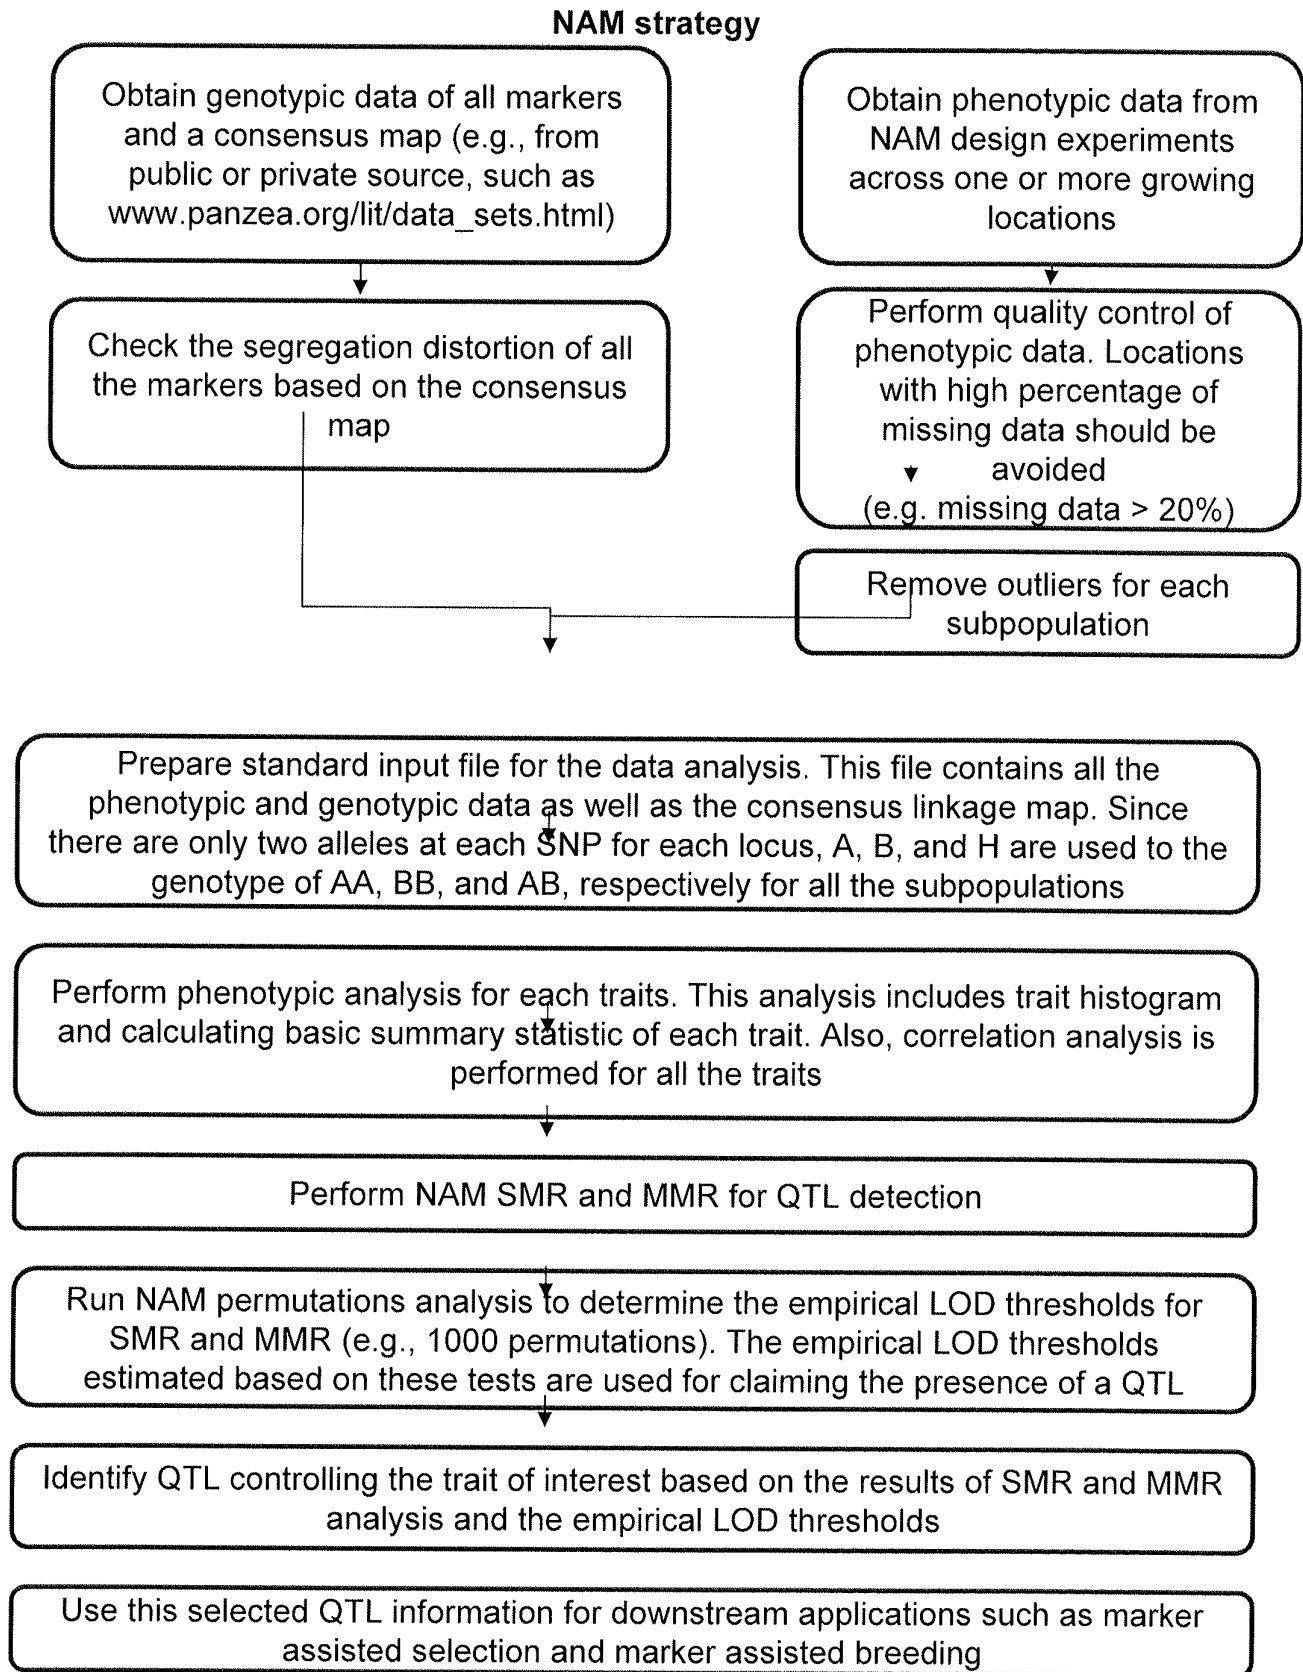 NAM strategy
Obtain genotypic data of all markers
and a consensus map (e.g., from
public or private source, such as
www.panzea.org/lit/data_sets.html)
Obtain phenotypic data from
NAM design experiments
across one or more growing
locations
Check the segregation distortion of all
the markers based on the consensus
map
Perform quality control of
phenotypic data. Locations
with high percentage of
missing data should be
avoided
(e.g. missing data > 20%)
Remove outliers for each
subpopulation
Prepare standard input file for the data analysis. This file contains all the
phenotypic and genotypic data as well as the consensus linkage map. Since
there are only two alleles at each SNP for each locus, A, B, and H are used to the
genotype of AA, BB, and AB, respectively for all the subpopulations
Perform phenotypic analysis for each traits. This analysis includes trait histogram
and calculating basic summary statistic of each trait. Also, correlation analysis is
performed for all the traits
Perform NAM SMR and MMR for QTL detection
Run NAM permutations analysis to determine the empirical LOD thresholds for
SMR and MMR (e.g., 1000 permutations). The empirical LOD thresholds
estimated based on these tests are used for claiming the presence of a QTL
Identify QTL controlling the trait of interest based on the results of SMR and MMR
analysis and the empirical LOD thresholds
Use this selected QTL information for downstream applications such as marker
assisted selection and marker assisted breeding